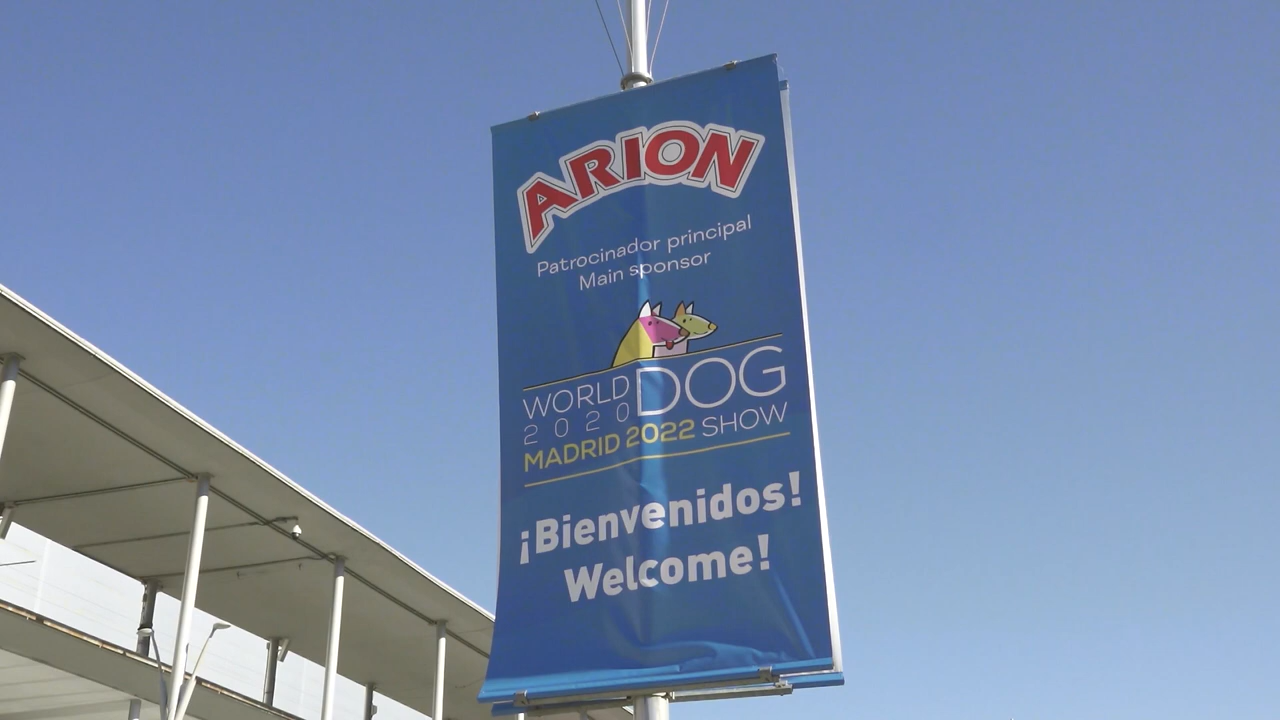 ARION
Patrocinador principal
Main sponsor
WORLD DOG
2020
MADRID 2022 SHOW
¡Bienvenidos!
Welcome!